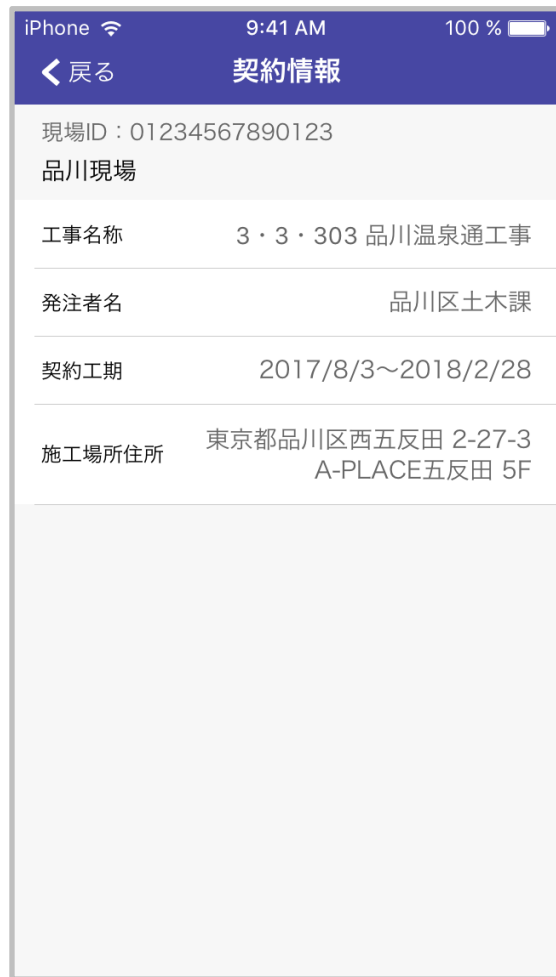 iPhone 9:41 AM 100 %
戻る 契約情報
現場ID：01234567890123
品川現場
工事名称 3・3・303 品川温泉通工事
発注者名 品川区土木課
契約工期 2017/8/3〜2018/2/28
施工場所住所 東京都品川区西五反田 2-27-3
A-PLACE五反田 5F